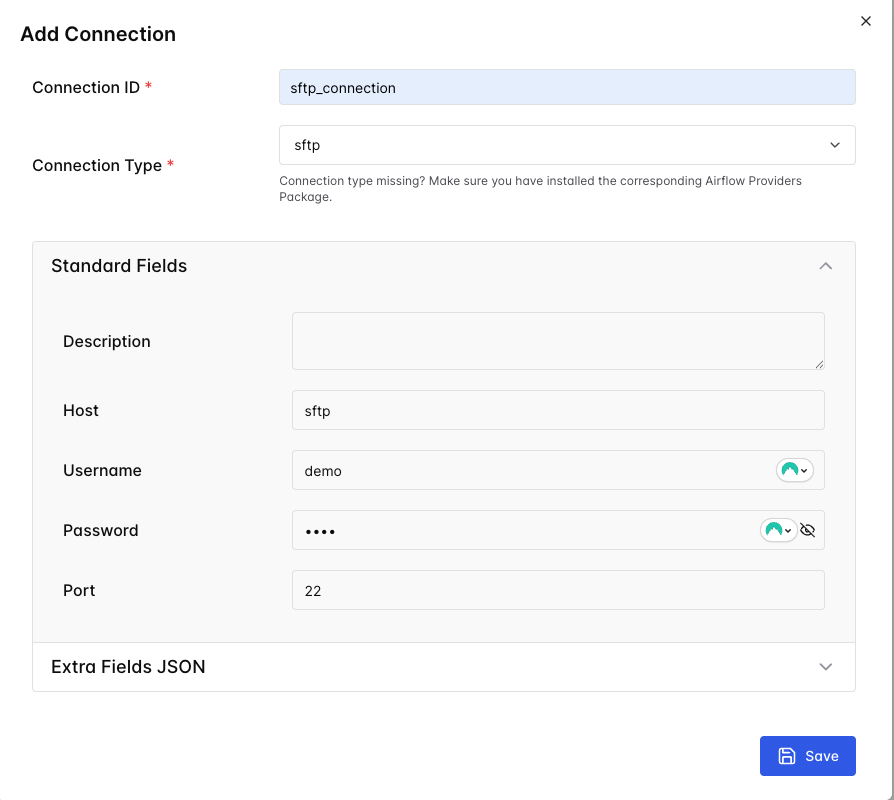 Add Connection
Connection ID *
sftp_connection
Connection Type *
sftp
Connection type missing? Make sure you have installed the corresponding Airflow Providers
Package.
Standard Fields
Description
Host
sftp
Username
demo
Password
••••
Port
22
Extra Fields JSON
Save